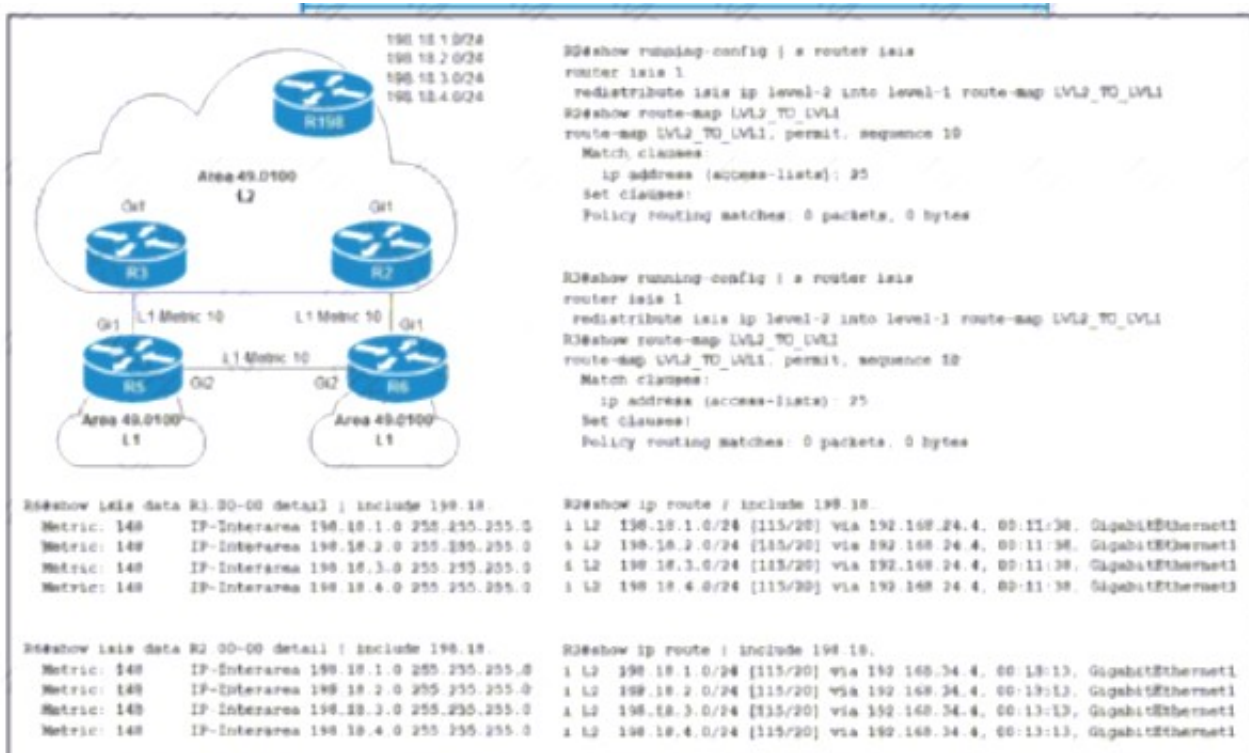 198.18.1.0/24
198.18.2.0/24
198.18.3.0/24
198.18.4.0/24
R198
Area 49.0100
L2
Gi1
Gi1
R3
R2
L1 Metric 10
L1 Metric 10
Gi1
Gi1
L1 Metric 10
R5
Gi2
Gi2
R6
Area 49.0100
L1
Area 49.0100
L1
R2#show running-config | s router isis
router isis 1
redistribute isis ip level-2 into level-1 route-map LVL2_TO_LVL1
R2#show route-map LVL2_TO_LVL1
route-map LVL2_TO_LVL1, permit, sequence 10
Match clauses:
ip address (access-lists): 25
Set clauses:
Policy routing matches: 0 packets, 0 bytes
R3#show running-config | s router isis
router isis 1
redistribute isis ip level-2 into level-1 route-map LVL2_TO_LVL1
R3#show route-map LVL2_TO_LVL1
route-map LVL2_TO_LVL1, permit, sequence 10
Match clauses:
ip address (access-lists): 25
Set clauses:
Policy routing matches: 0 packets, 0 bytes
R6#show isis data R3.00-00 detail | include 198.18.
Metric: 148 IP-Interarea 198.18.1.0 255.255.255.0
Metric: 148 IP-Interarea 198.18.2.0 255.255.255.0
Metric: 148 IP-Interarea 198.18.3.0 255.255.255.0
Metric: 148 IP-Interarea 198.18.4.0 255.255.255.0
R6#show isis data R2.00-00 detail | include 198.18.
Metric: 148 IP-Interarea 198.18.1.0 255.255.255.0
Metric: 148 IP-Interarea 198.18.2.0 255.255.255.0
Metric: 148 IP-Interarea 198.18.3.0 255.255.255.0
Metric: 148 IP-Interarea 198.18.4.0 255.255.255.0
R2#show ip route | include 198.18.
i L2 198.18.1.0/24 [115/20] via 192.168.24.4, 00:11:38, GigabitEthernet1
i L2 198.18.2.0/24 [115/20] via 192.168.24.4, 00:11:38, GigabitEthernet1
i L2 198.18.3.0/24 [115/20] via 192.168.24.4, 00:11:38, GigabitEthernet1
i L2 198.18.4.0/24 [115/20] via 192.168.24.4, 00:11:38, GigabitEthernet1
R3#show ip route | include 198.18.
i L2 198.18.1.0/24 [115/20] via 192.168.34.4, 00:13:13, GigabitEthernet1
i L2 198.18.2.0/24 [115/20] via 192.168.34.4, 00:13:13, GigabitEthernet1
i L2 198.18.3.0/24 [115/20] via 192.168.34.4, 00:13:13, GigabitEthernet1
i L2 198.18.4.0/24 [115/20] via 192.168.34.4, 00:13:13, GigabitEthernet1